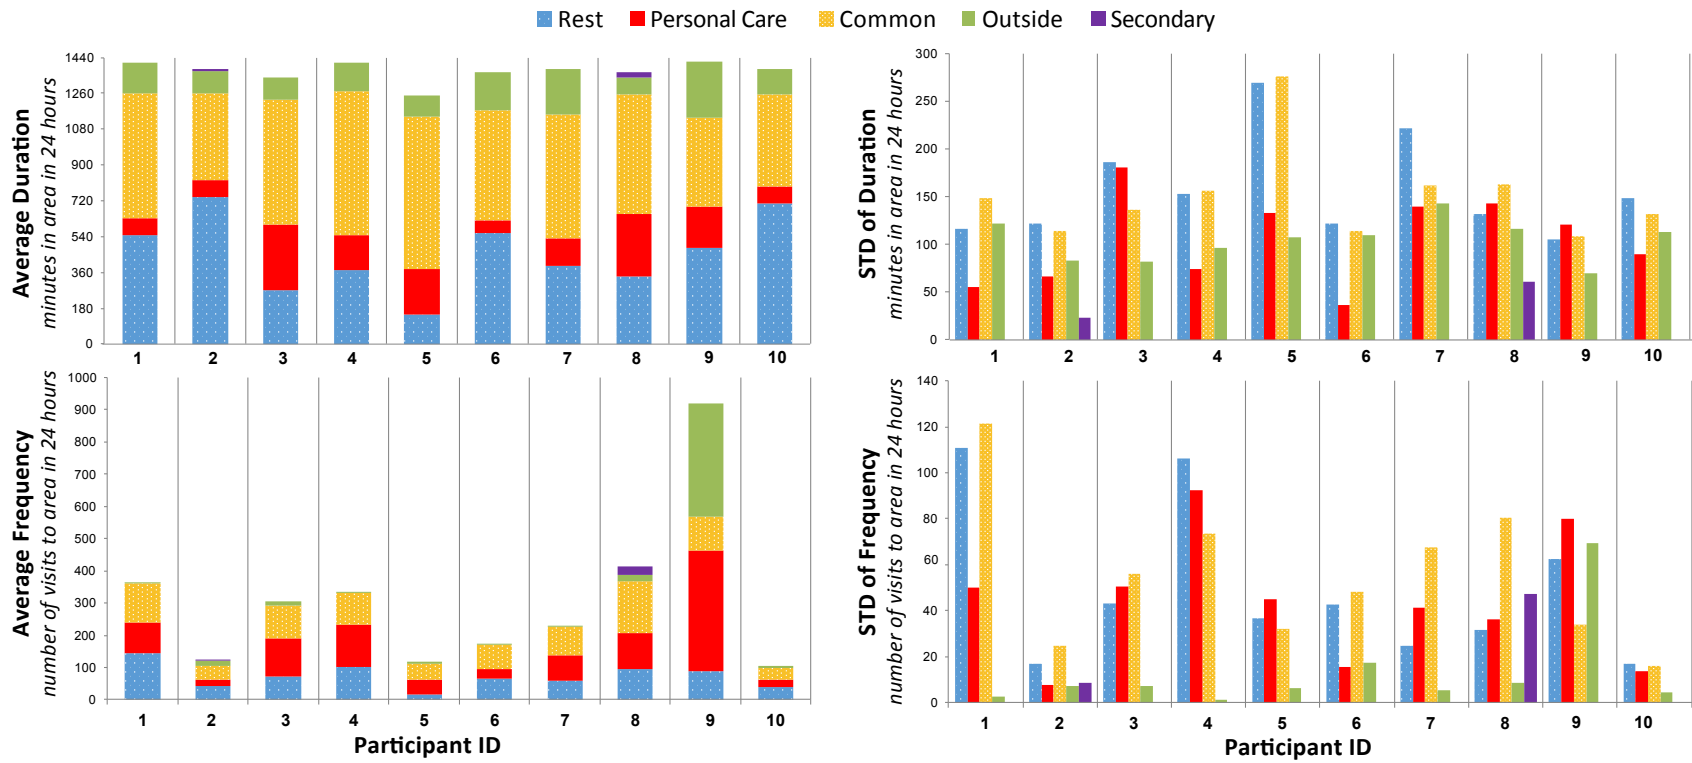 Rest Personal Care Common Outside Secondary
Average Duration
minutes in area in 24 hours
1440
1260
1080
900
720
540
360
180
0
1 2 3 4 5 6 7 8 9 10
STD of Duration
minutes in area in 24 hours
300
250
200
150
100
50
0
1 2 3 4 5 6 7 8 9 10
Average Frequency
number of visits to area in 24 hours
1000
900
800
700
600
500
400
300
200
100
0
1 2 3 4 5 6 7 8 9 10
Participant ID
STD of Frequency
number of visits to area in 24 hours
140
120
100
80
60
40
20
0
1 2 3 4 5 6 7 8 9 10
Participant ID